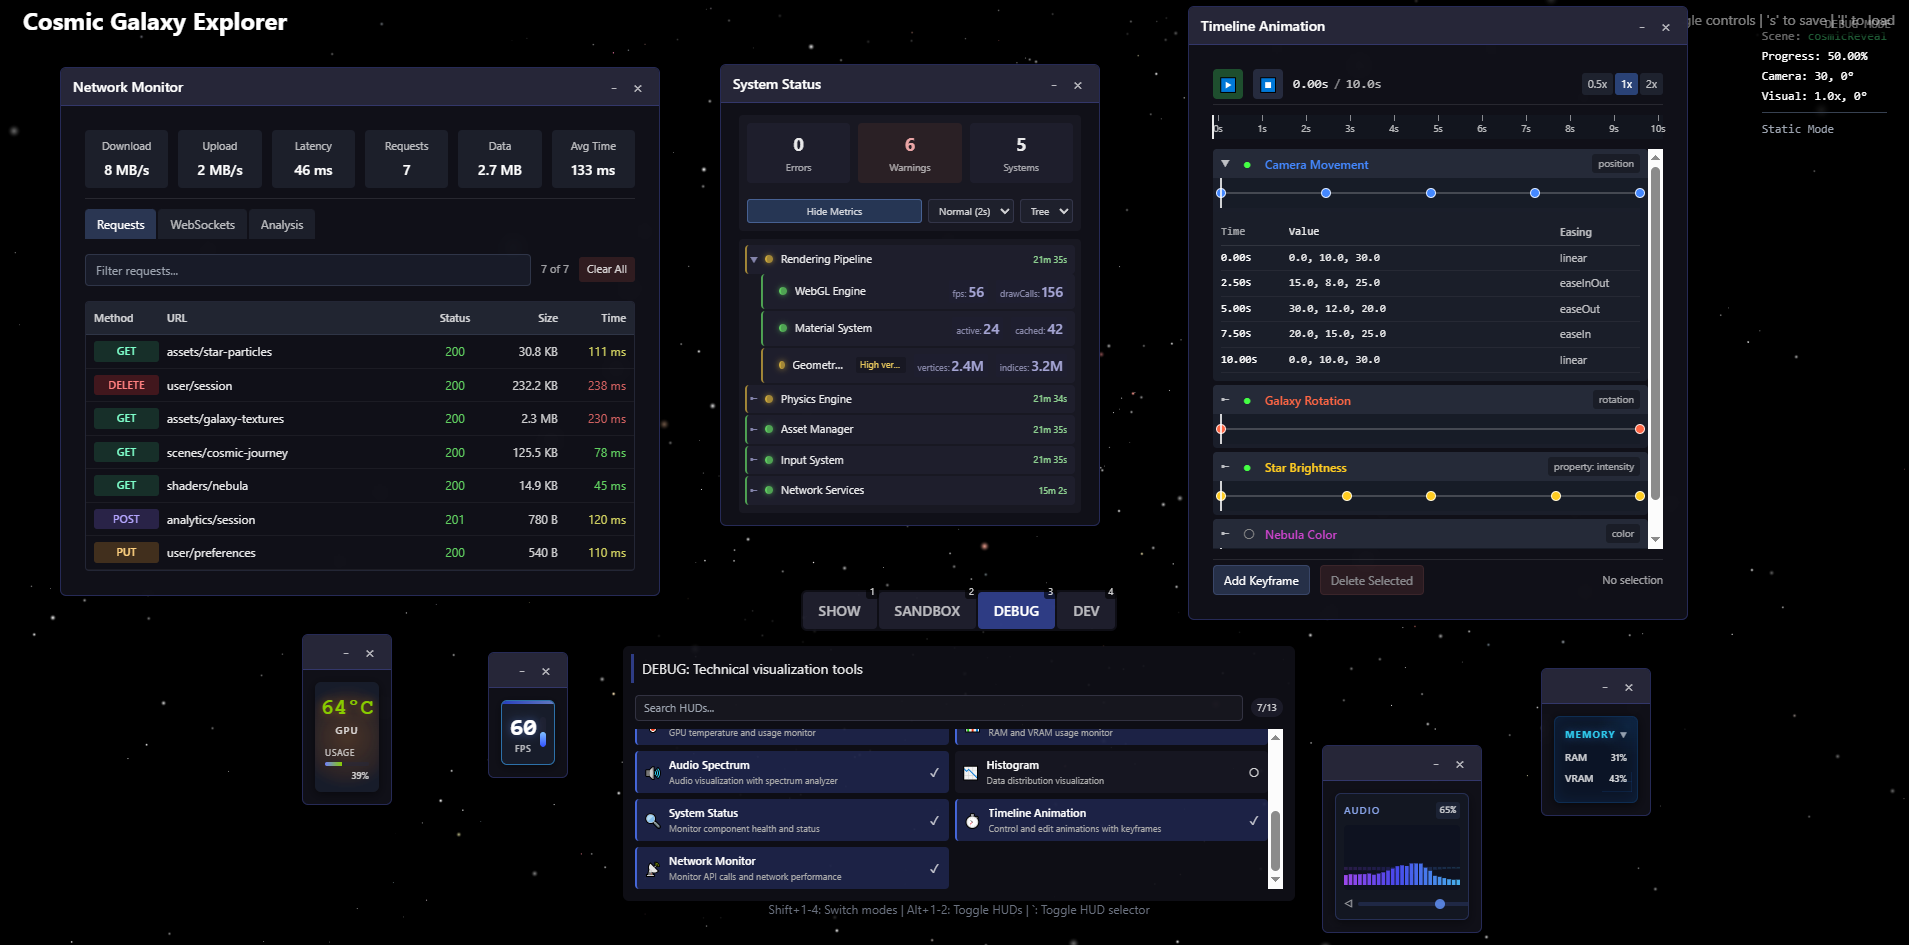 Cosmic Galaxy Explorer
gle controls | 's' to save | 'l' to load
DEBUG MODE
Scene: cosmicReveal
Progress: 50.00%
Camera: 30, 0°
Visual: 1.0x, 0°
Static Mode
Network Monitor
Download
8 MB/s
Upload
2 MB/s
Latency
46 ms
Requests
7
Data
2.7 MB
Avg Time
133 ms
Requests WebSockets Analysis
Filter requests... 7 of 7 Clear All
Method URL Status Size Time
GET assets/star-particles 200 30.8 KB 111 ms
DELETE user/session 200 232.2 KB 238 ms
GET assets/galaxy-textures 200 2.3 MB 230 ms
GET scenes/cosmic-journey 200 125.5 KB 78 ms
GET shaders/nebula 200 14.9 KB 45 ms
POST analytics/session 201 780 B 120 ms
PUT user/preferences 200 540 B 110 ms
System Status
0
Errors
6
Warnings
5
Systems
Hide Metrics Normal (2s) Tree
Rendering Pipeline 21m 35s
WebGL Engine fps: 56 drawCalls: 156
Material System active: 24 cached: 42
Geometr... High ver... vertices: 2.4M indices: 3.2M
Physics Engine 21m 34s
Asset Manager 21m 35s
Input System 21m 35s
Network Services 15m 2s
Timeline Animation
0.00s / 10.0s 0.5x 1x 2x
0s 1s 2s 3s 4s 5s 6s 7s 8s 9s 10s
Camera Movement position
Time Value Easing
0.00s 0.0, 10.0, 30.0 linear
2.50s 15.0, 8.0, 25.0 easeInOut
5.00s 30.0, 12.0, 20.0 easeOut
7.50s 20.0, 15.0, 25.0 easeIn
10.00s 0.0, 10.0, 30.0 linear
Galaxy Rotation rotation
Star Brightness property: intensity
Nebula Color color
Add Keyframe Delete Selected No selection
SHOW 1 SANDBOX 2 DEBUG 3 DEV 4
64°C
GPU
USAGE
39%
60
FPS
DEBUG: Technical visualization tools
Search HUDs... 7/13
GPU temperature and usage monitor
RAM and VRAM usage monitor
Audio Spectrum
Audio visualization with spectrum analyzer
Histogram
Data distribution visualization
System Status
Monitor component health and status
Timeline Animation
Control and edit animations with keyframes
Network Monitor
Monitor API calls and network performance
Shift+1-4: Switch modes | Alt+1-2: Toggle HUDs | `: Toggle HUD selector
AUDIO 65%
MEMORY
RAM 31%
VRAM 43%